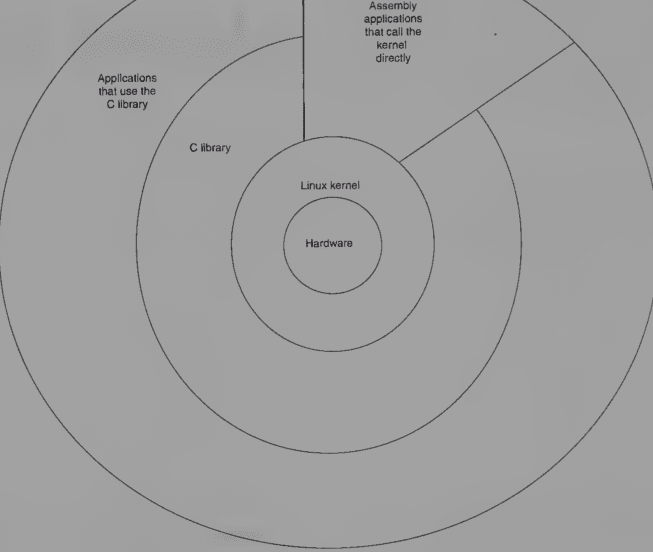 Assembly
applications
that call the
kernel
directly
Applications
that use the
C library
C library
Linux kernel
Hardware